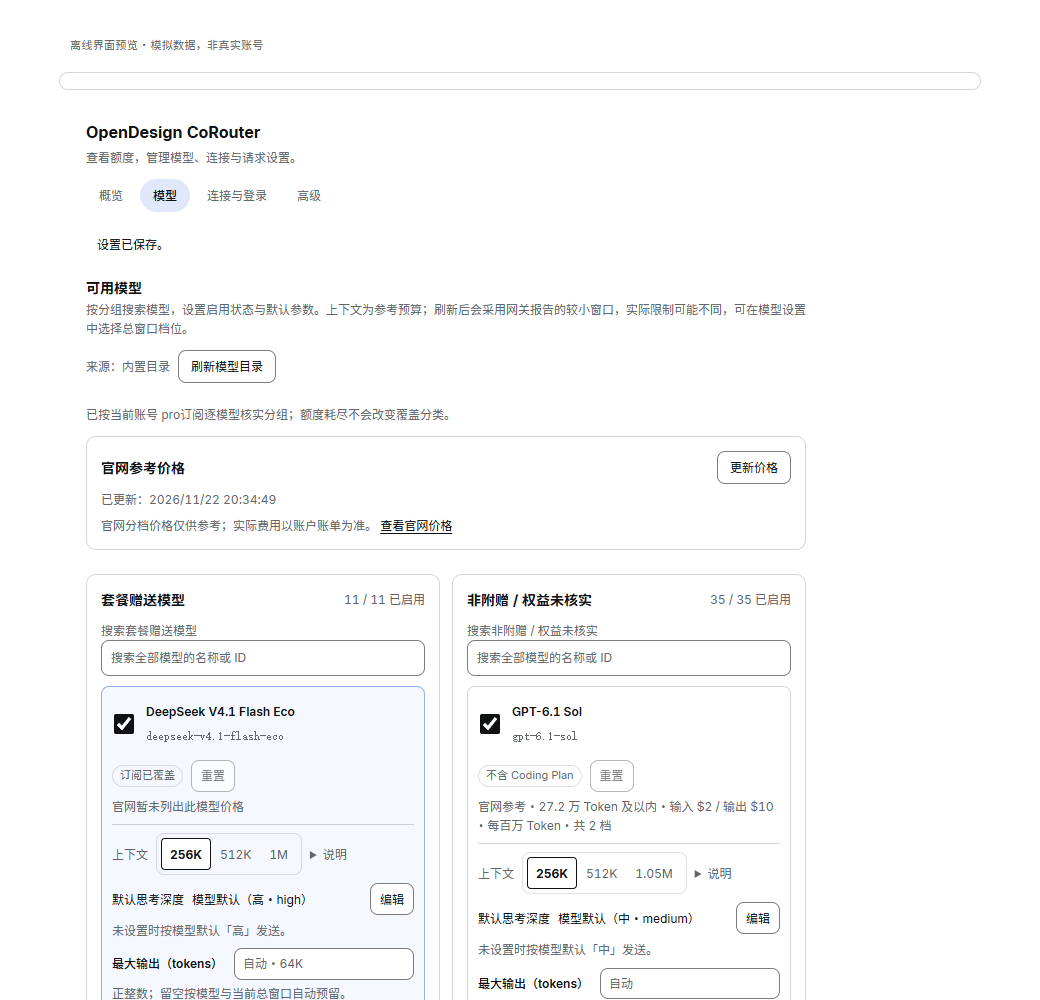 离线界面预览・模拟数据，非真实账号
OpenDesign CoRouter
查看额度，管理模型、连接与请求设置。
概览 模型 连接与登录 高级
设置已保存。
可用模型
按分组搜索模型，设置启用状态与默认参数。上下文为参考预算；刷新后会采用网关报告的较小窗口，实际限制可能不同，可在模型设置
中选择总窗口档位。
来源：内置目录 刷新模型目录
已按当前账号 pro订阅逐模型核实分组；额度耗尽不会改变覆盖分类。
官网参考价格 更新价格
已更新：2026/11/22 20:34:49
官网分档价格仅供参考；实际费用以账户账单为准。 查看官网价格
套餐赠送模型 11 / 11 已启用
搜索套餐赠送模型
搜索全部模型的名称或 ID
DeepSeek V4.1 Flash Eco
deepseek-v4.1-flash-eco
订阅已覆盖 重置
官网暂未列出此模型价格
上下文 256K 512K 1M ▶ 说明
默认思考深度 模型默认（高・high） 编辑
未设置时按模型默认「高」发送。
最大输出（tokens） 自动・64K
正整数；留空按模型与当前总窗口自动预留。
非附赠 / 权益未核实 35 / 35 已启用
搜索非附赠 / 权益未核实
搜索全部模型的名称或 ID
GPT-6.1 Sol
gpt-6.1-sol
不含 Coding Plan 重置
官网参考・27.2 万 Token 及以内・输入 $2 / 输出 $10
・每百万 Token・共 2 档
上下文 256K 512K 1.05M ▶ 说明
默认思考深度 模型默认（中・medium） 编辑
未设置时按模型默认「中」发送。
最大输出（tokens） 自动